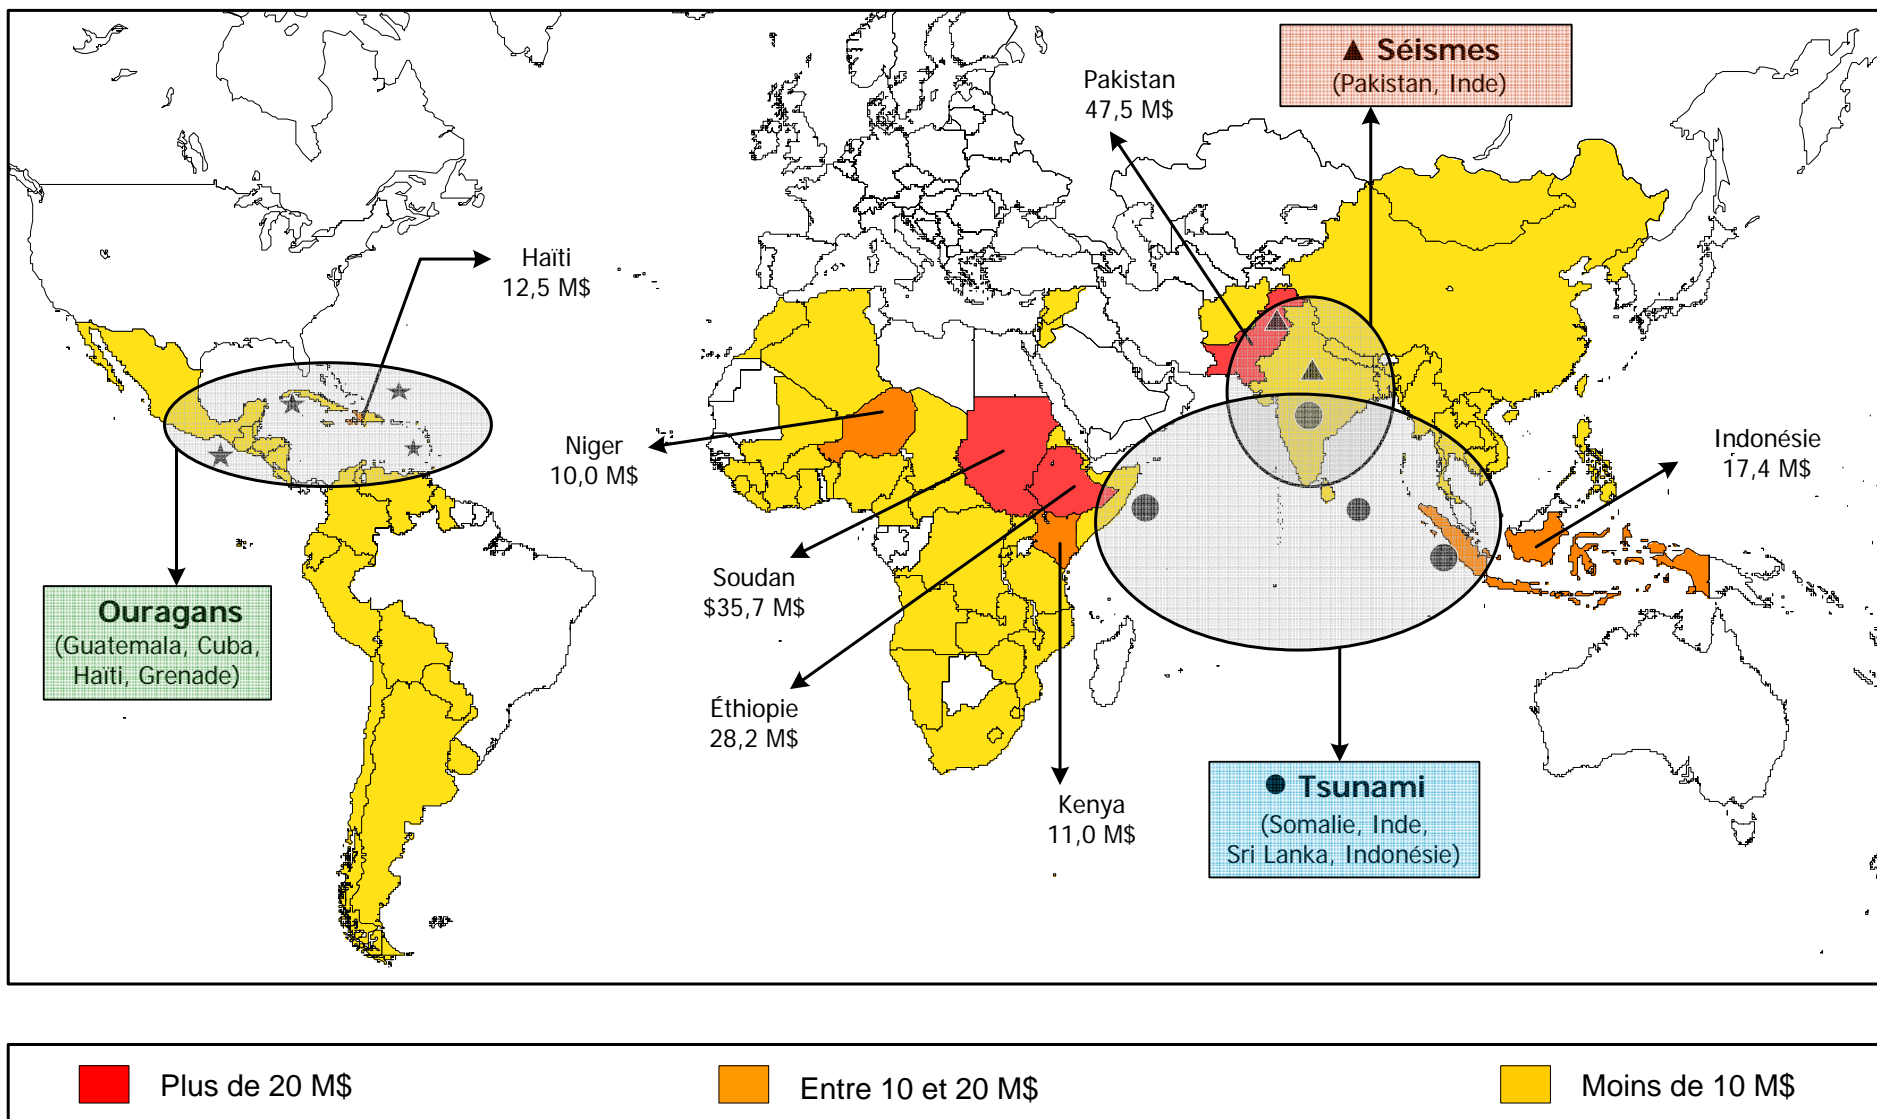 ▲ Séismes
(Pakistan, Inde)
Pakistan
47,5 M$
Haïti
12,5 M$
Niger
10,0 M$
Indonésie
17,4 M$
Soudan
$35,7 M$
Ouragans
(Guatemala, Cuba,
Haïti, Grenade)
Éthiopie
28,2 M$
Kenya
11,0 M$
● Tsunami
(Somalie, Inde,
Sri Lanka, Indonésie)
Plus de 20 M$
Entre 10 et 20 M$
Moins de 10 M$